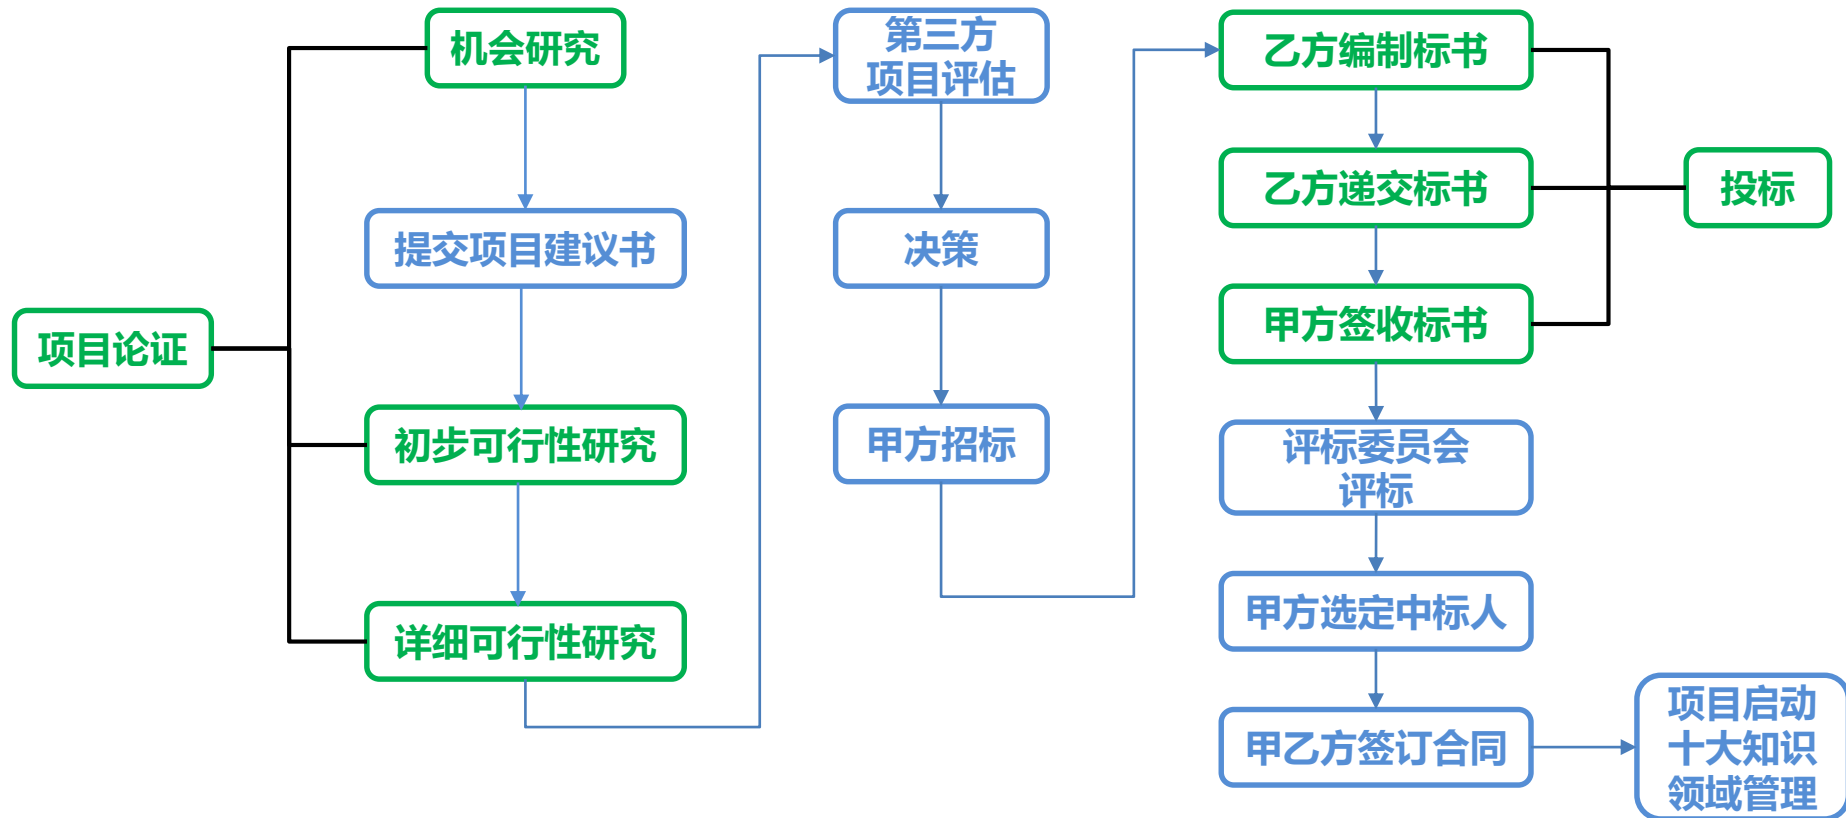 项目论证
机会研究
提交项目建议书
初步可行性研究
详细可行性研究
第三方
项目评估
决策
甲方招标
乙方编制标书
乙方递交标书
甲方签收标书
投标
评标委员会
评标
甲方选定中标人
甲乙方签订合同
项目启动
十大知识
领域管理